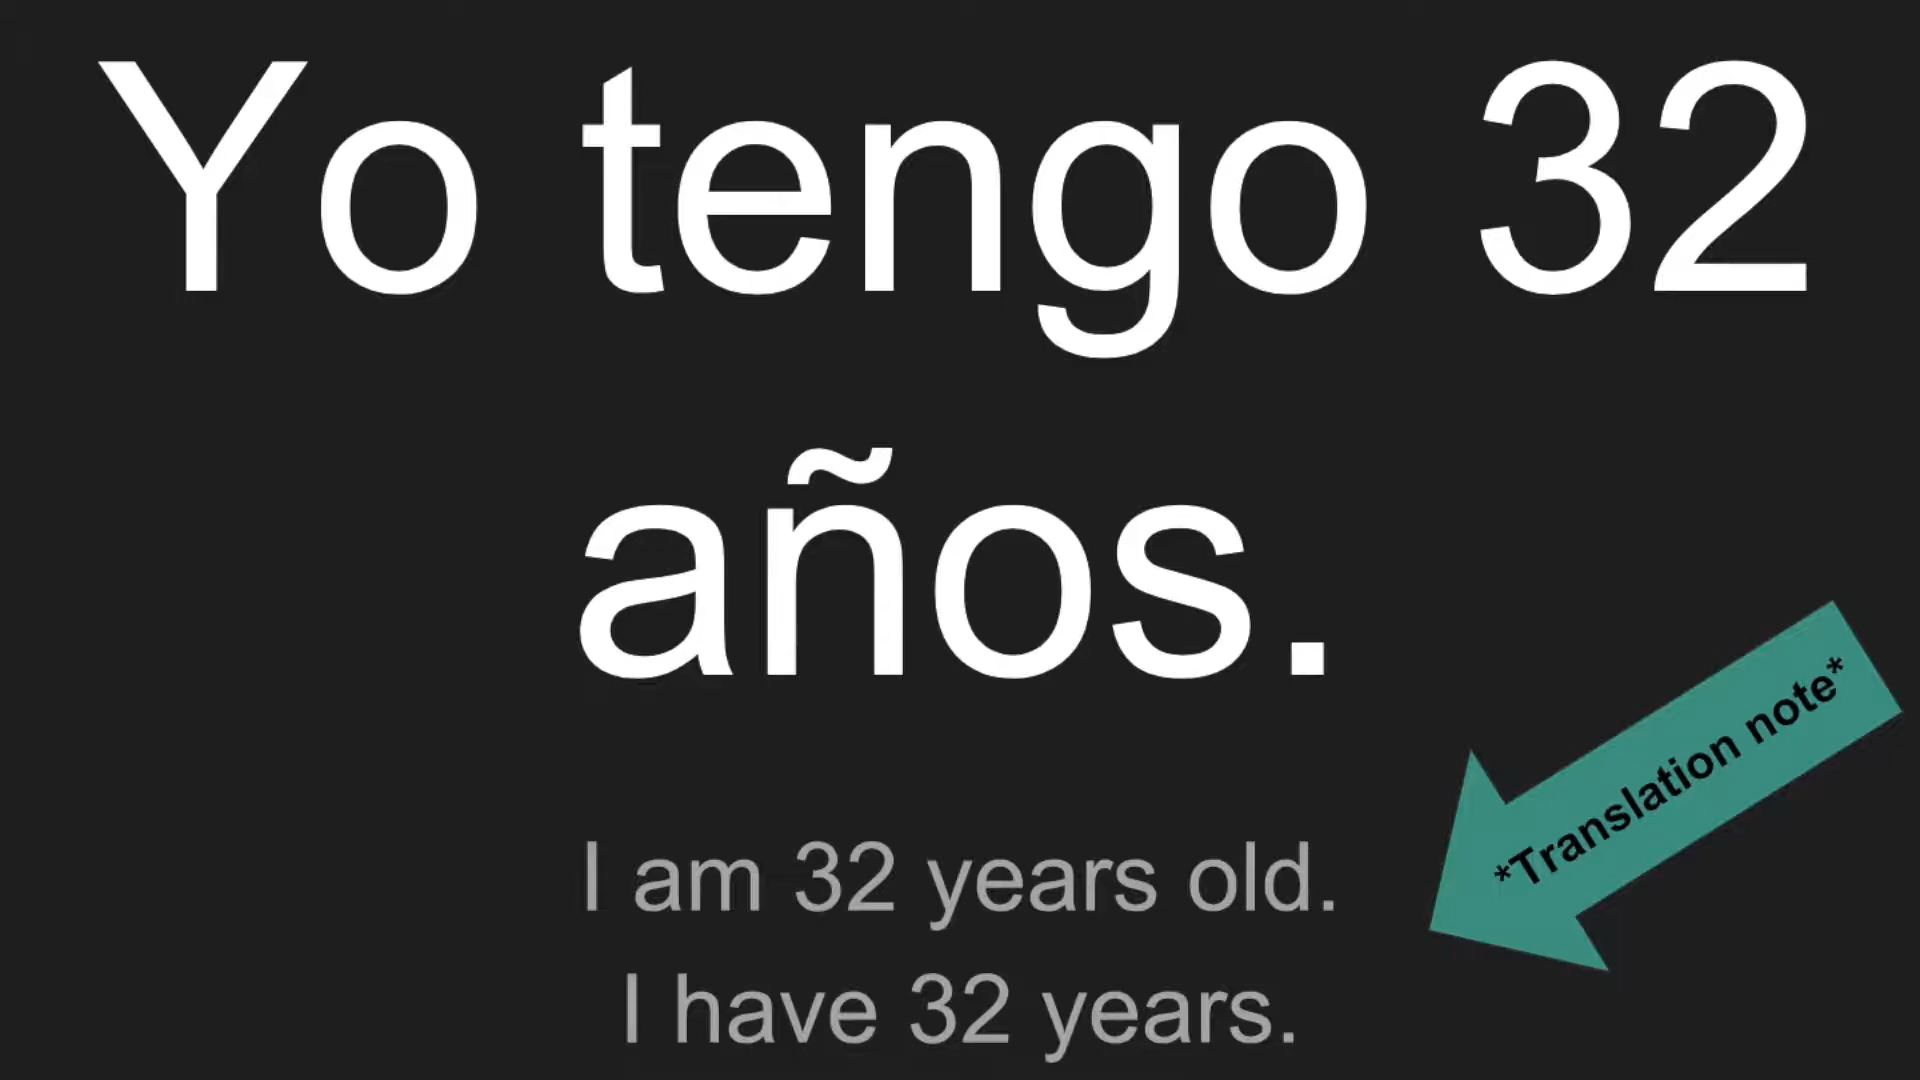 Yo tengo 32
años.
*Translation note*
I am 32 years old.
I have 32 years.